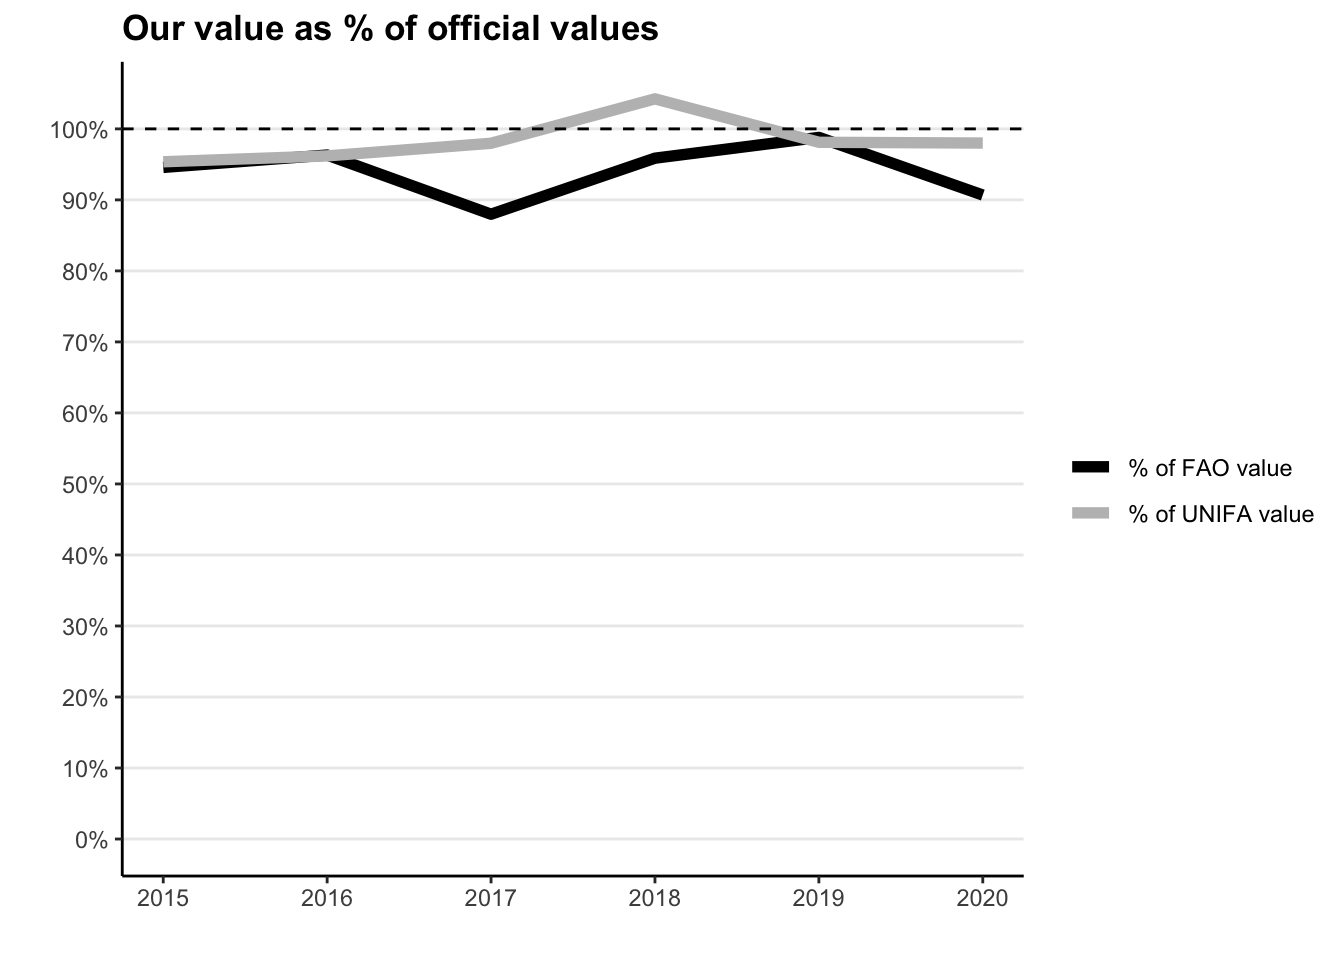 Our value as % of official values
100%
90%
80%
70%
60%
50%
40%
30%
20%
10%
0%
2015 2016 2017 2018 2019 2020
% of FAO value
% of UNIFA value